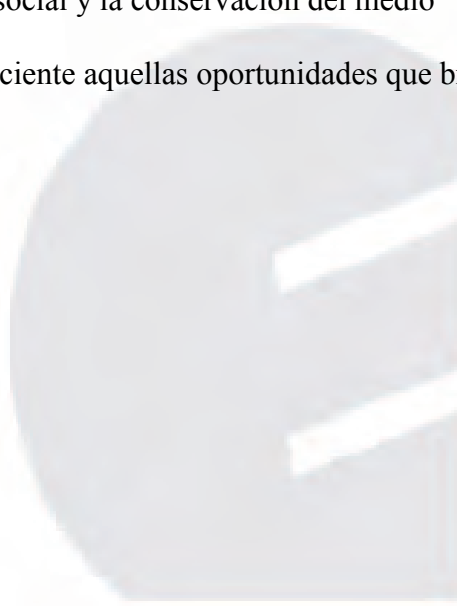 social y la conservación del medio
ciente aquellas oportunidades que